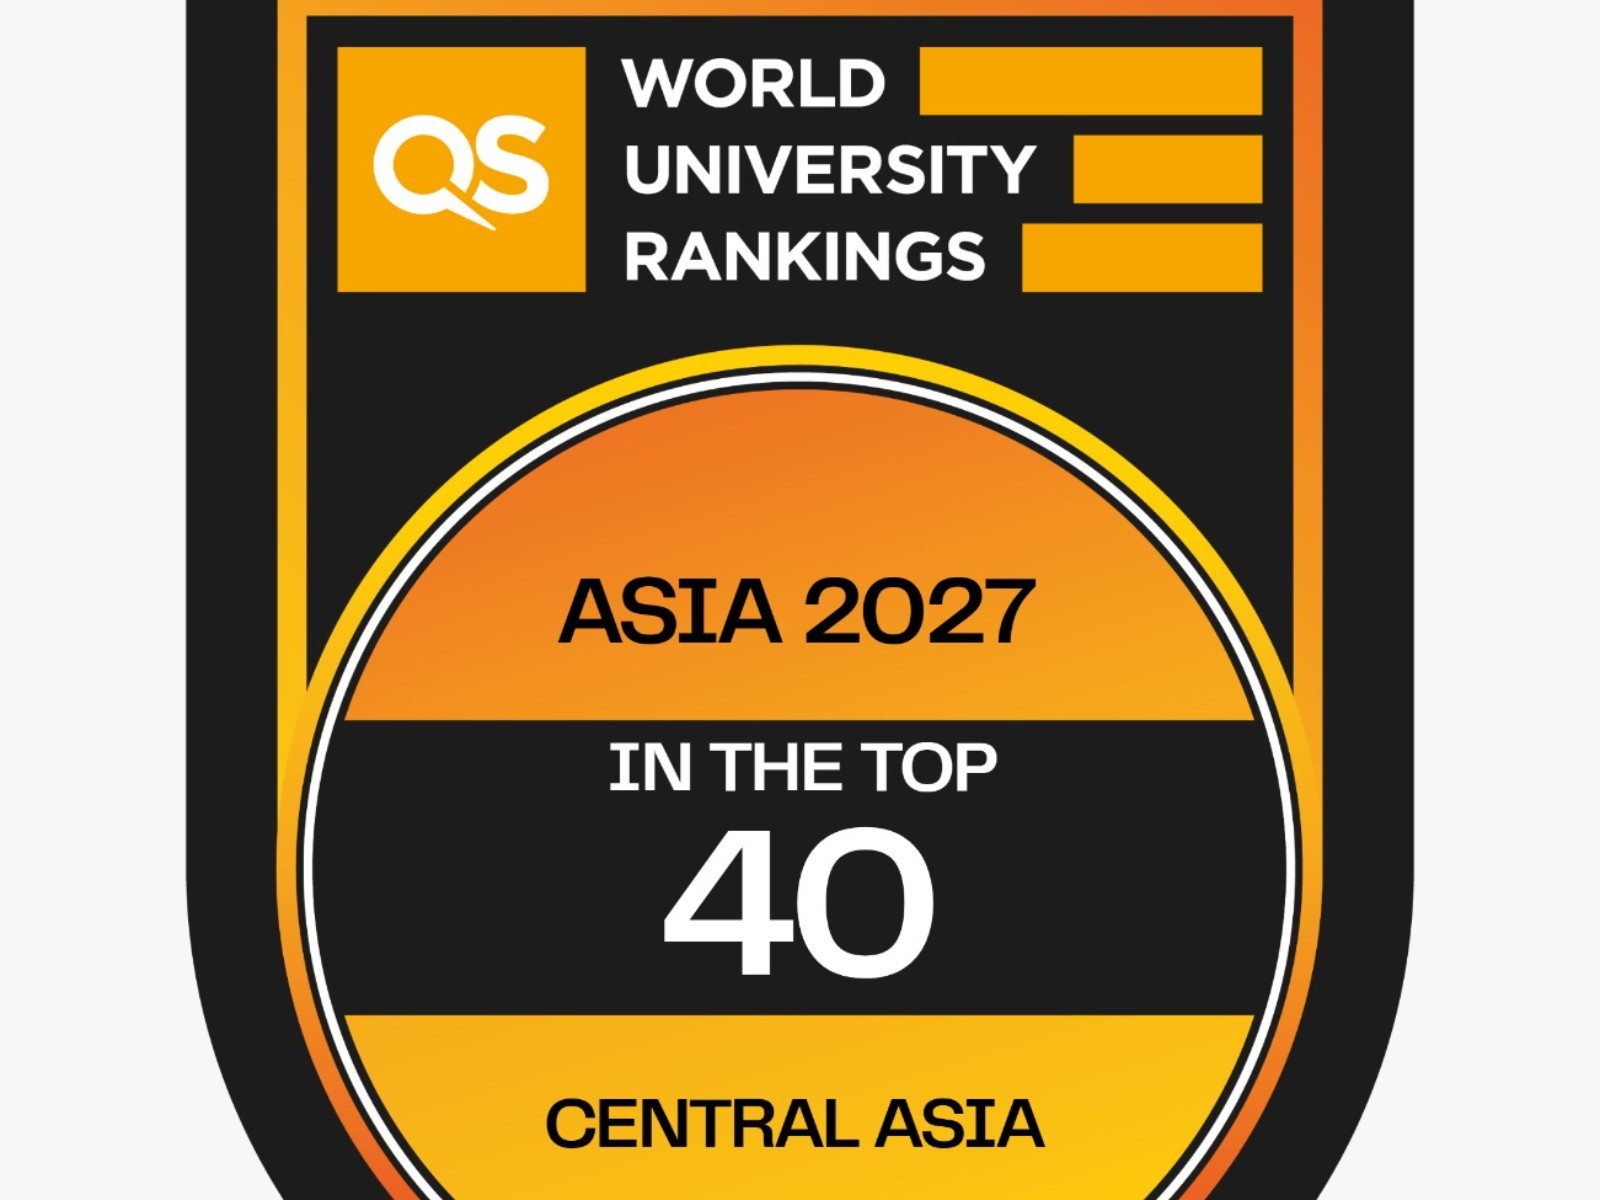 QS
WORLD
UNIVERSITY
RANKINGS
ASIA 2027
IN THE TOP
40
CENTRAL ASIA